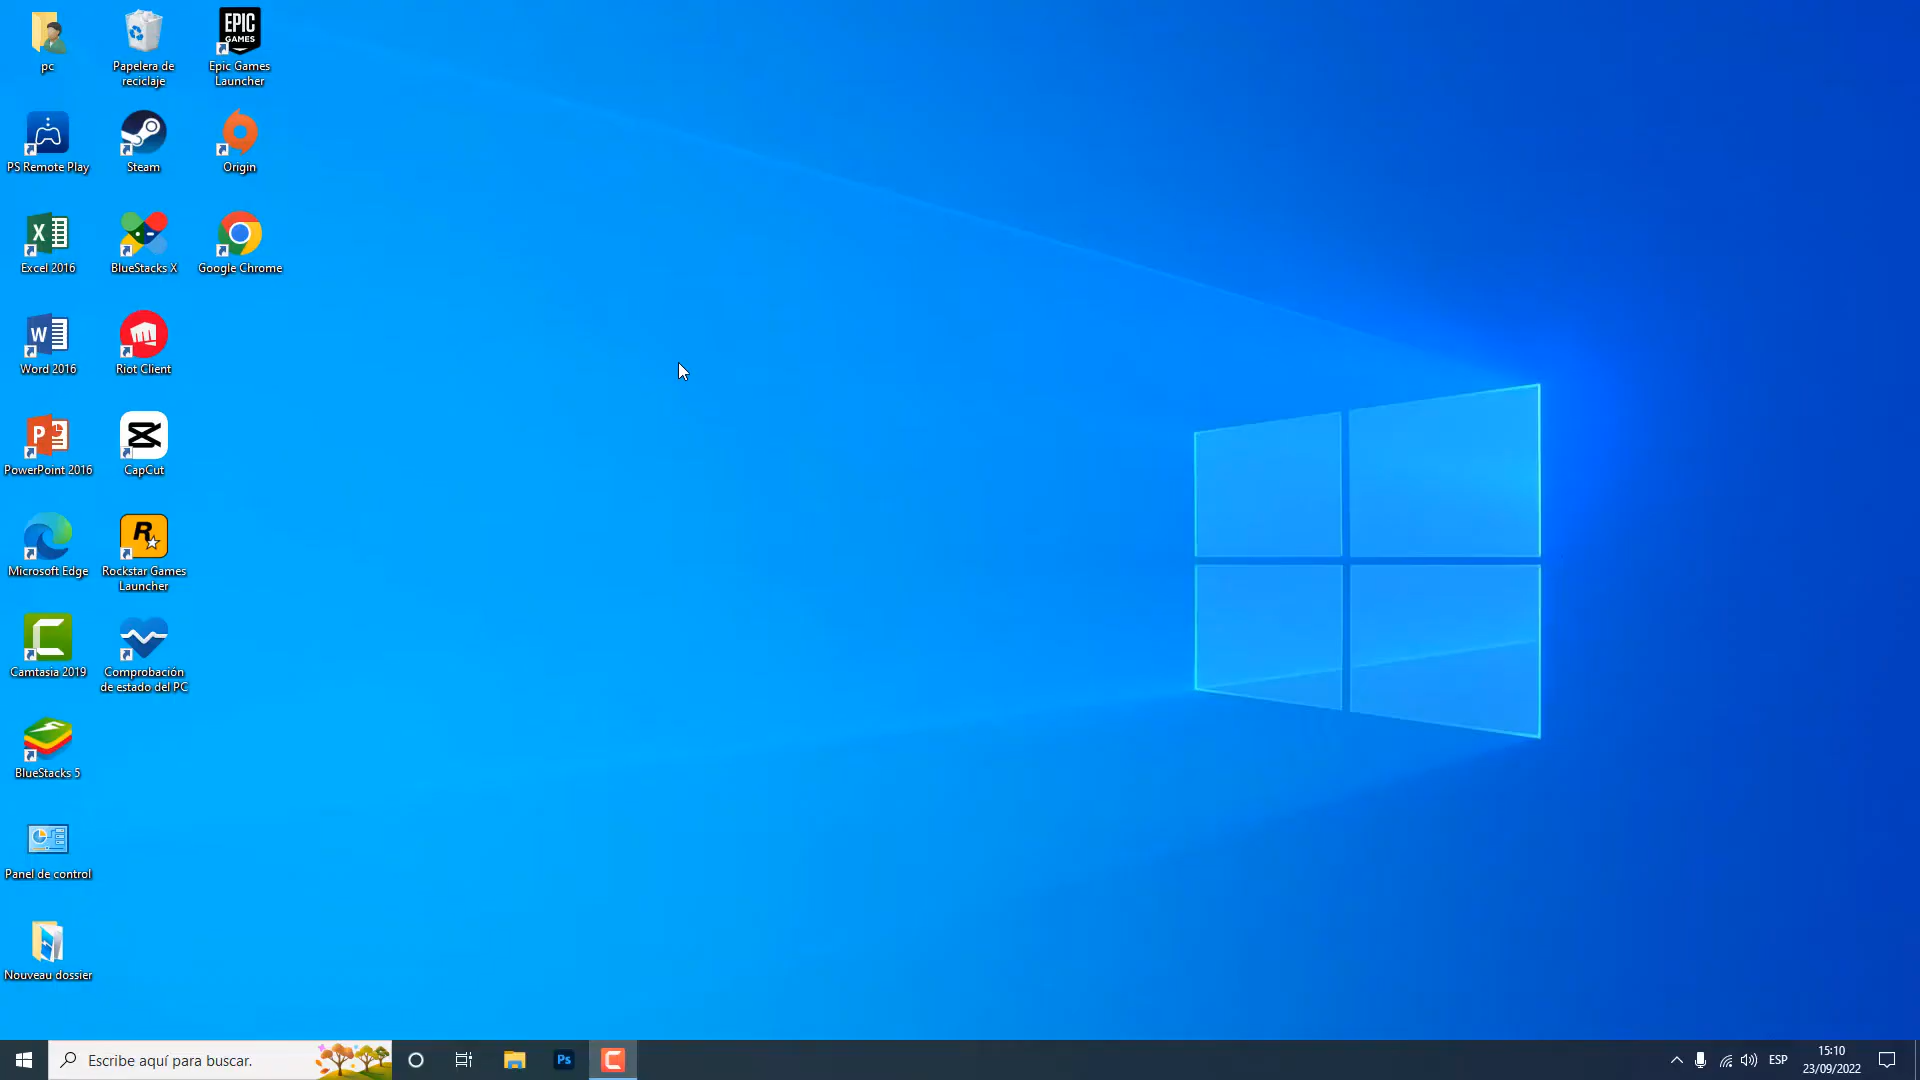 pc
Papelera de
reciclaje
EPIC
GAMES
Epic Games
Launcher
PS Remote Play
Steam
Origin
X
Excel 2016
BlueStacks X
Google Chrome
W
Word 2016
Riot Client
P
PowerPoint 2016
CapCut
Microsoft Edge
R
Rockstar Games
Launcher
Camtasia 2019
Comprobación
de estado del PC
BlueStacks 5
Panel de control
Nouveau dossier
Escribe aquí para buscar.
Ps
ESP
15:10
23/09/2022